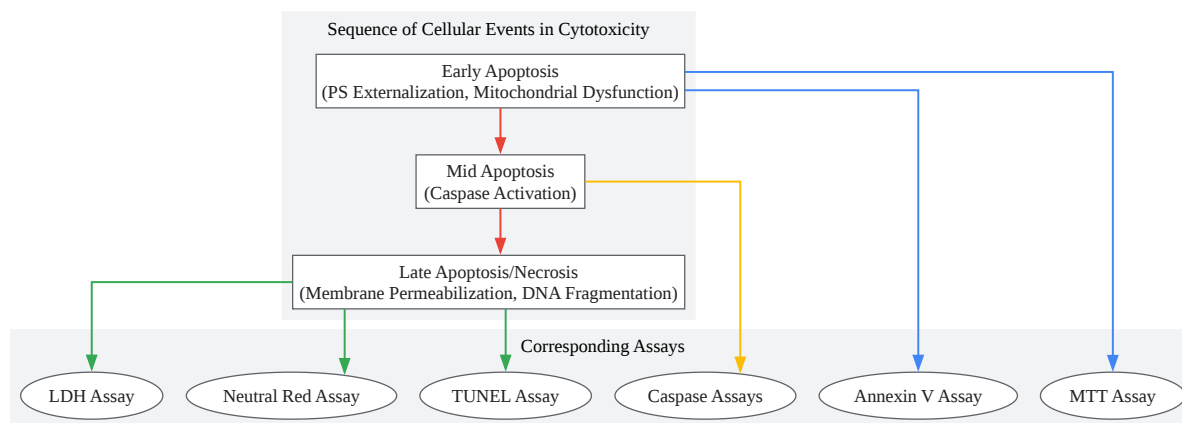 Sequence of Cellular Events in Cytotoxicity
Early Apoptosis
(PS Externalization, Mitochondrial Dysfunction)
Mid Apoptosis
(Caspase Activation)
Late Apoptosis/Necrosis
(Membrane Permeabilization, DNA Fragmentation)
Corresponding Assays
LDH Assay
Neutral Red Assay
TUNEL Assay
Caspase Assays
Annexin V Assay
MTT Assay